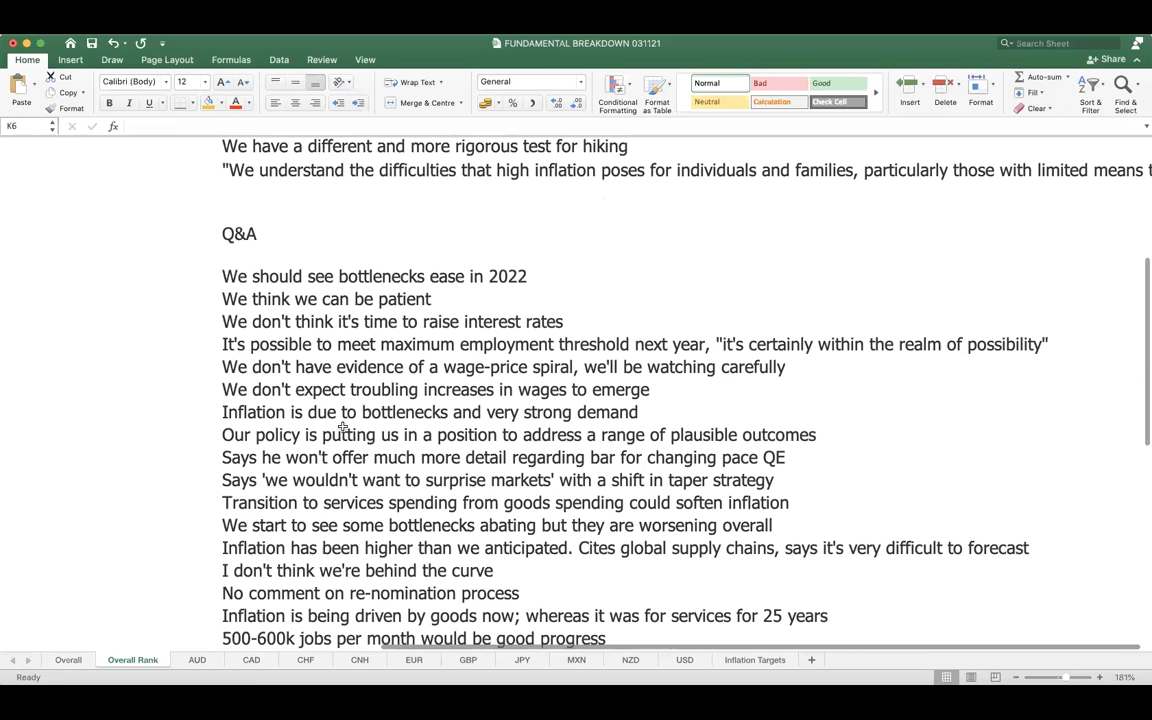 FUNDAMENTAL BREAKDOWN 031121
Search Sheet
Home Insert Draw Page Layout Formulas Data Review View
Share
Paste
Cut
Copy
Format
Calibri (Body) 12
B I U
Wrap Text
Merge & Centre
General
Conditional Formatting
Format as Table
Normal Bad Good
Neutral Calculation Check Cell
Insert Delete Format
Auto-sum
Fill
Clear
Sort & Filter
Find & Select
K6
fx
We have a different and more rigorous test for hiking
"We understand the difficulties that high inflation poses for individuals and families, particularly those with limited means t
Q&A
We should see bottlenecks ease in 2022
We think we can be patient
We don't think it's time to raise interest rates
It's possible to meet maximum employment threshold next year, "it's certainly within the realm of possibility"
We don't have evidence of a wage-price spiral, we'll be watching carefully
We don't expect troubling increases in wages to emerge
Inflation is due to bottlenecks and very strong demand
Our policy is putting us in a position to address a range of plausible outcomes
Says he won't offer much more detail regarding bar for changing pace QE
Says 'we wouldn't want to surprise markets' with a shift in taper strategy
Transition to services spending from goods spending could soften inflation
We start to see some bottlenecks abating but they are worsening overall
Inflation has been higher than we anticipated. Cites global supply chains, says it's very difficult to forecast
I don't think we're behind the curve
No comment on re-nomination process
Inflation is being driven by goods now; whereas it was for services for 25 years
500-600k jobs per month would be good progress
Overall Overall Rank AUD CAD CHF CNH EUR GBP JPY MXN NZD USD Inflation Targets
Ready
181%